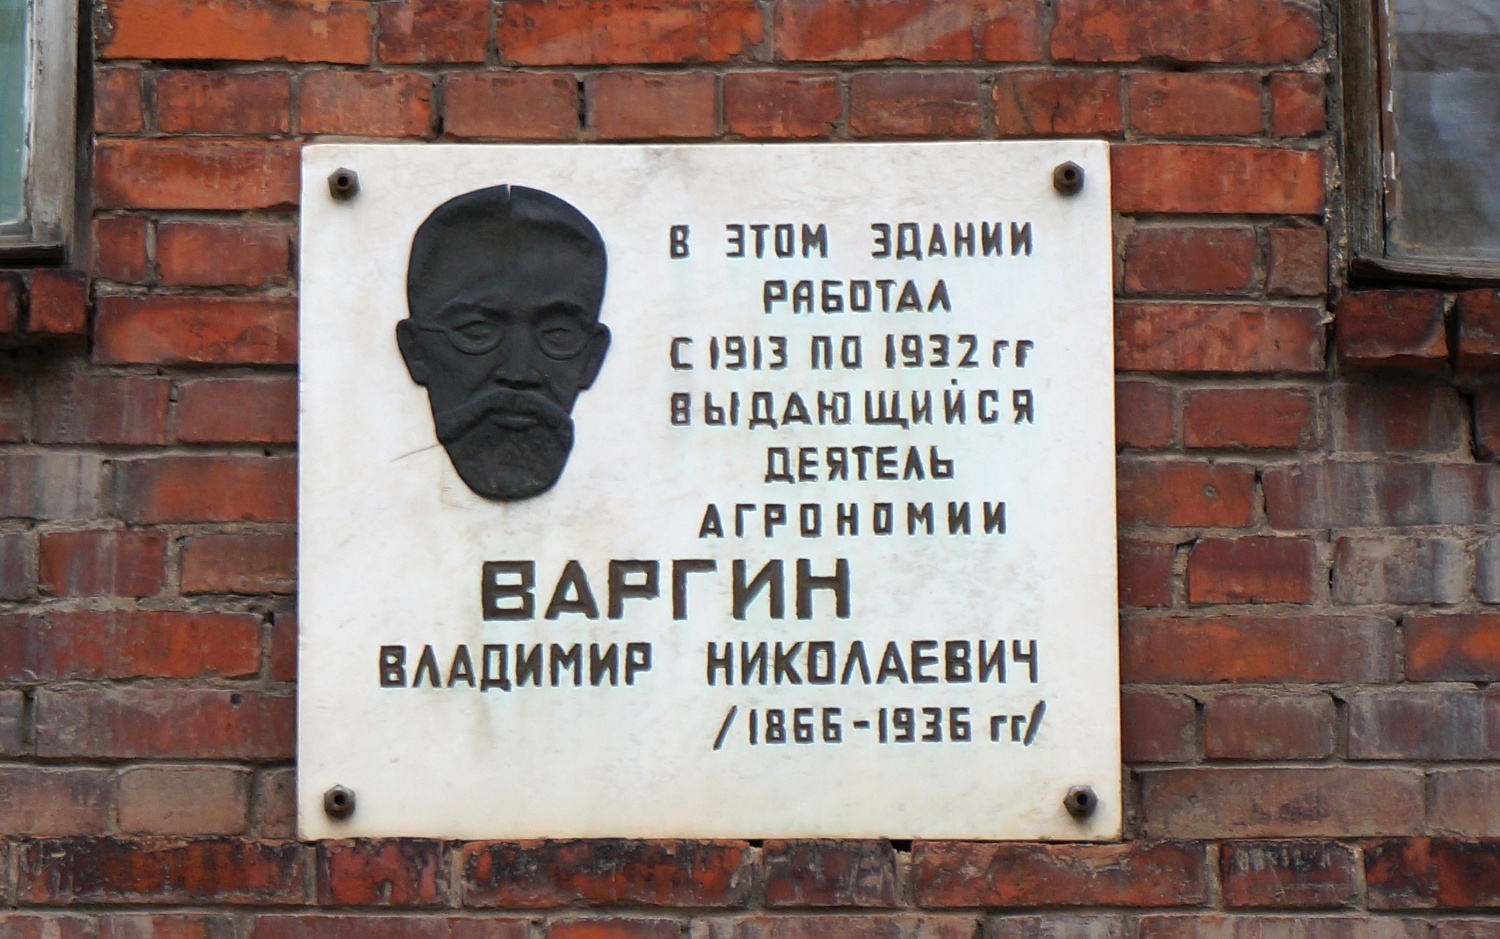 В ЭТОМ ЗДАНИИ
РАБОТАЛ
С 1913 ПО 1932 гг
ВЫДАЮЩИЙСЯ
ДЕЯТЕЛЬ
АГРОНОМИИ
ВАРГИН
ВЛАДИМИР НИКОЛАЕВИЧ
/1866-1936 гг/